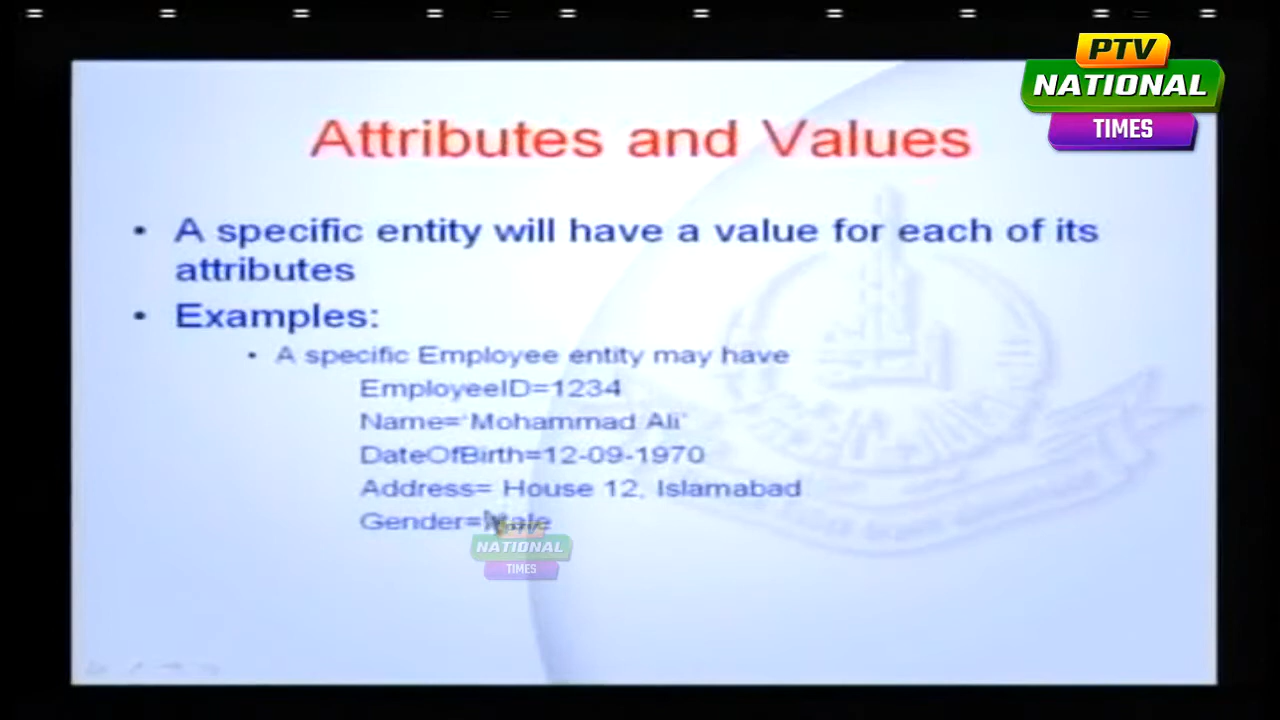 PTV
NATIONAL
TIMES
Attributes and Values
• A specific entity will have a value for each of its
attributes
• Examples:
• A specific Employee entity may have
EmployeeID=1234
Name='Mohammad Ali'
DateOfBirth=12-09-1970
Address= House 12, Islamabad
Gender=Male
PTV
NATIONAL
TIMES